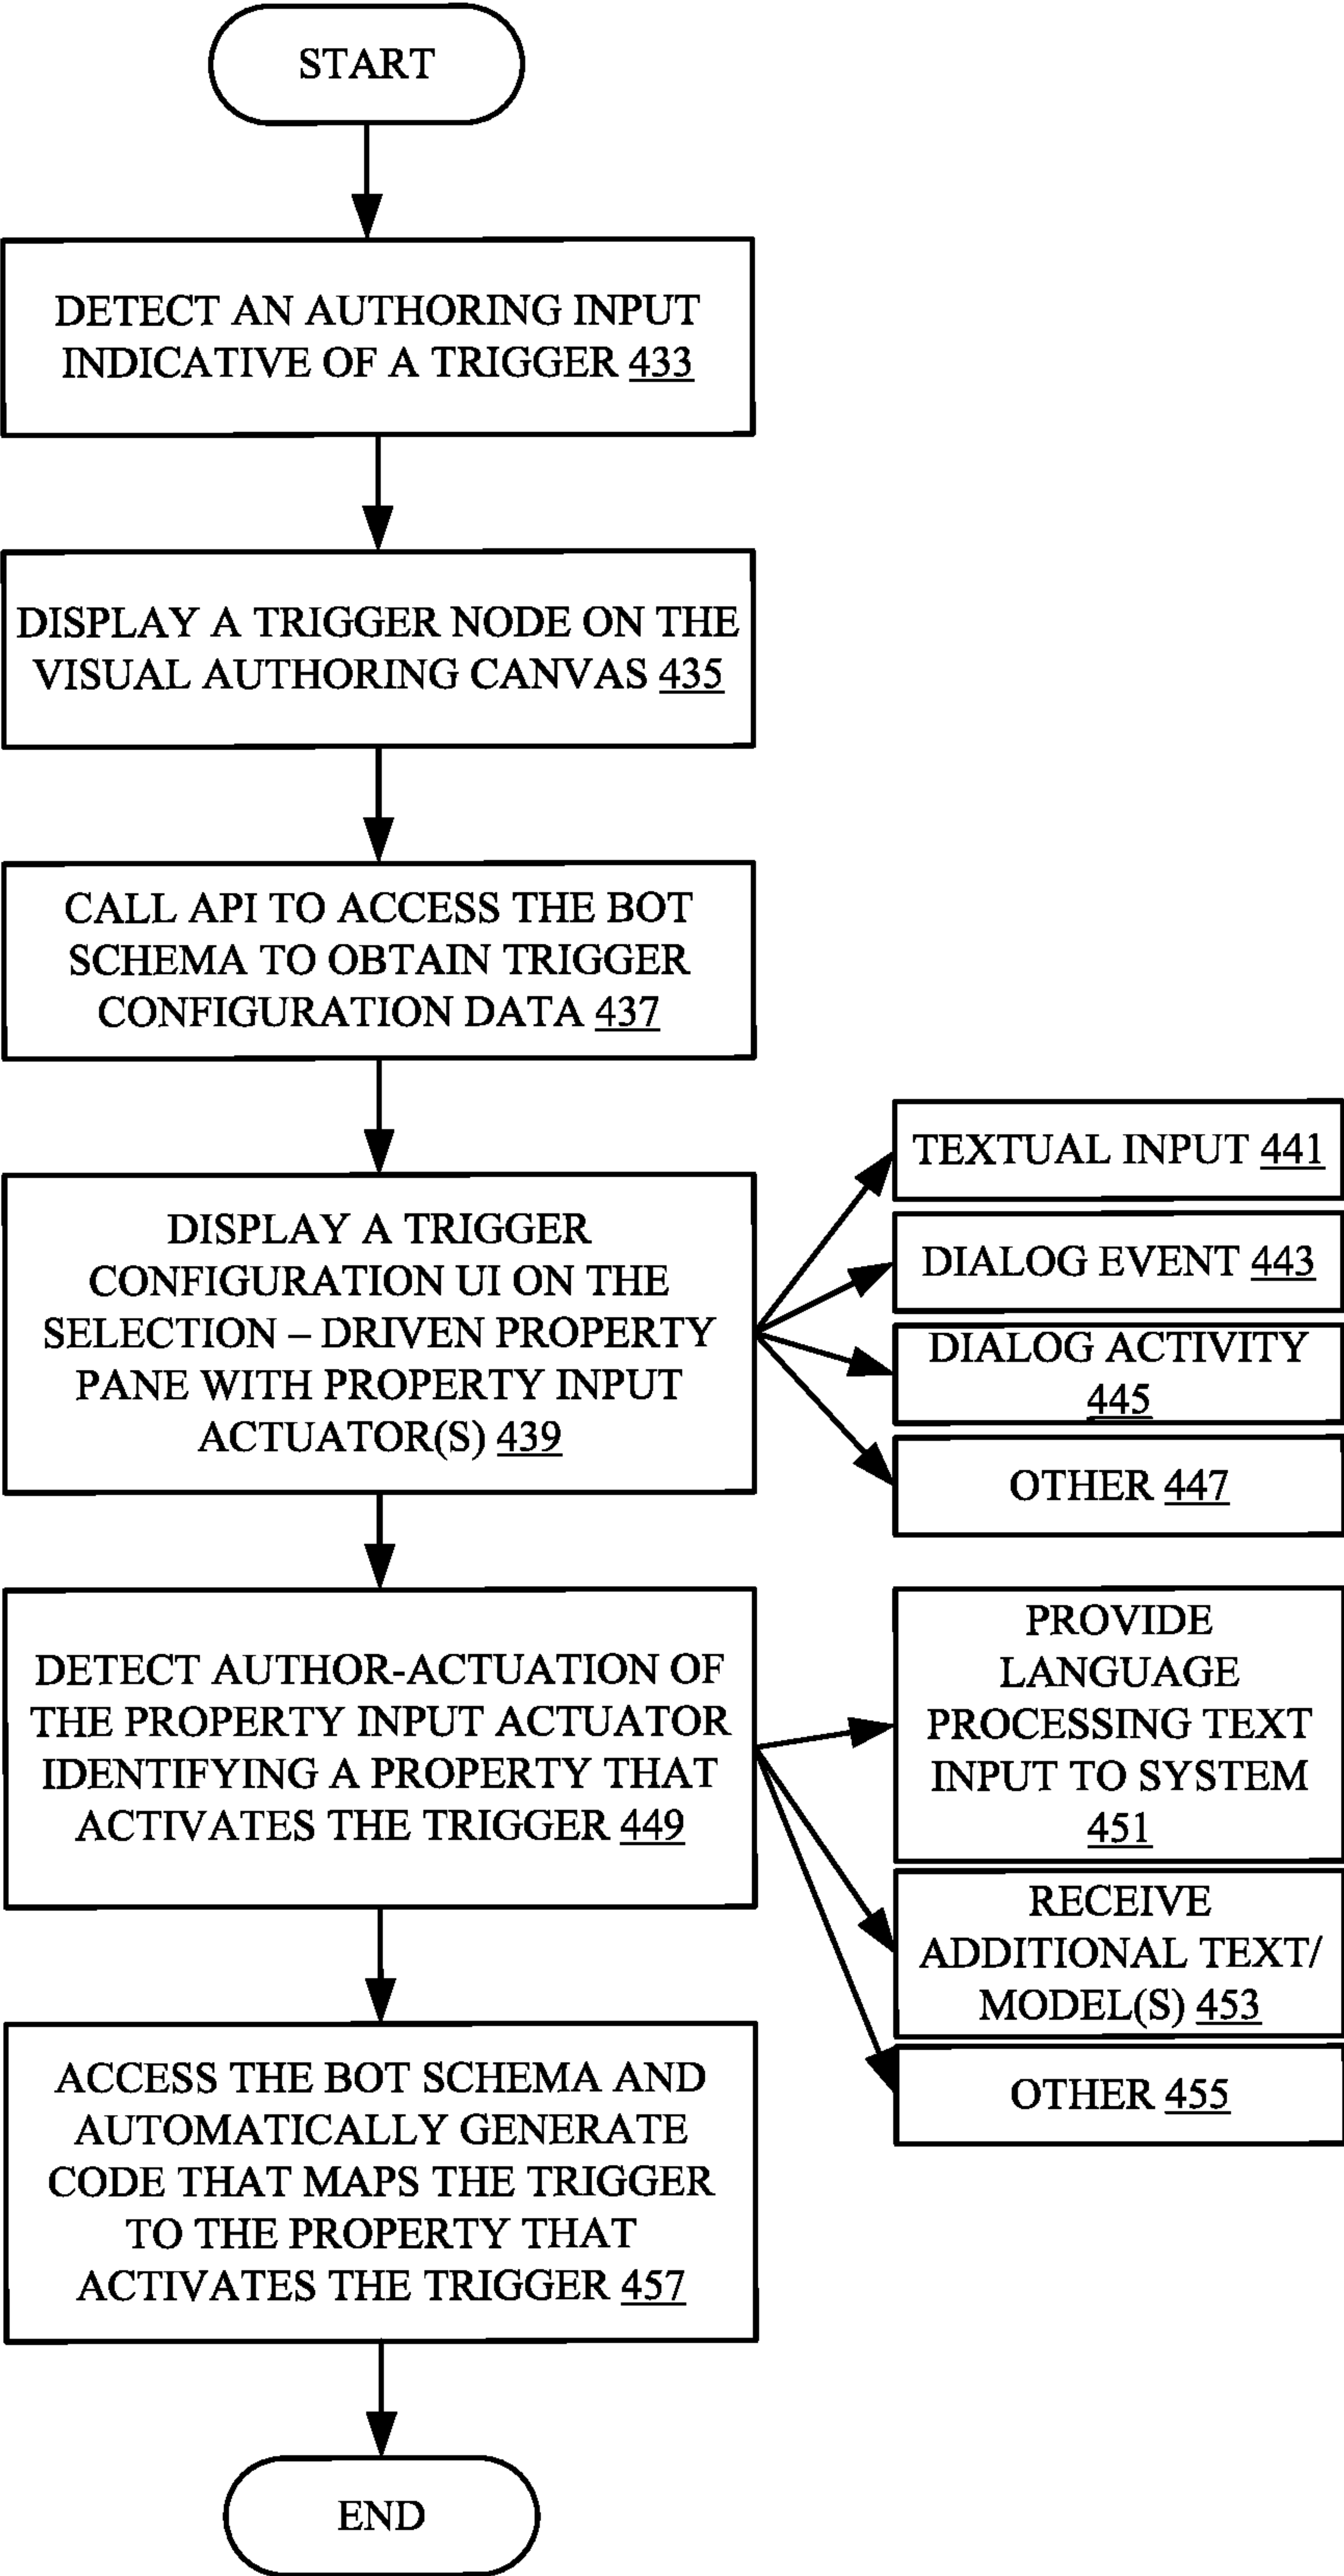 START
DETECT AN AUTHORING INPUT
INDICATIVE OF A TRIGGER 433
DISPLAY A TRIGGER NODE ON THE
VISUAL AUTHORING CANVAS 435
CALL API TO ACCESS THE BOT
SCHEMA TO OBTAIN TRIGGER
CONFIGURATION DATA 437
DISPLAY A TRIGGER
CONFIGURATION UI ON THE
SELECTION – DRIVEN PROPERTY
PANE WITH PROPERTY INPUT
ACTUATOR(S) 439
TEXTUAL INPUT 441
DIALOG EVENT 443
DIALOG ACTIVITY
445
OTHER 447
DETECT AUTHOR-ACTUATION OF
THE PROPERTY INPUT ACTUATOR
IDENTIFYING A PROPERTY THAT
ACTIVATES THE TRIGGER 449
PROVIDE
LANGUAGE
PROCESSING TEXT
INPUT TO SYSTEM
451
RECEIVE
ADDITIONAL TEXT/
MODEL(S) 453
OTHER 455
ACCESS THE BOT SCHEMA AND
AUTOMATICALLY GENERATE
CODE THAT MAPS THE TRIGGER
TO THE PROPERTY THAT
ACTIVATES THE TRIGGER 457
END